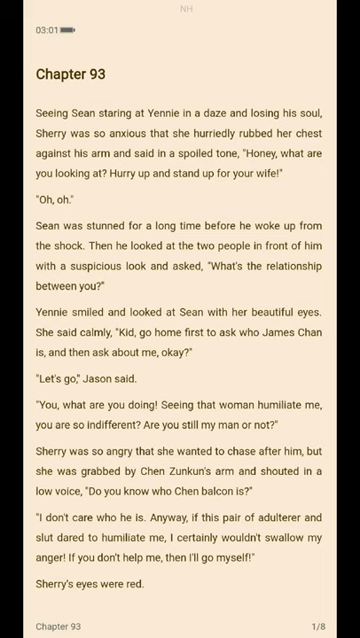 NH
03:01
Chapter 93
Seeing Sean staring at Yennie in a daze and losing his soul,
Sherry was so anxious that she hurriedly rubbed her chest
against his arm and said in a spoiled tone, "Honey, what are
you looking at? Hurry up and stand up for your wife!"
"Oh, oh."
Sean was stunned for a long time before he woke up from
the shock. Then he looked at the two people in front of him
with a suspicious look and asked, "What's the relationship
between you?"
Yennie smiled and looked at Sean with her beautiful eyes.
She said calmly, "Kid, go home first to ask who James Chan
is, and then ask about me, okay?"
"Let's go," Jason said.
"You, what are you doing! Seeing that woman humiliate me,
you are so indifferent? Are you still my man or not?"
Sherry was so angry that she wanted to chase after him, but
she was grabbed by Chen Zunkun's arm and shouted in a
low voice, "Do you know who Chen balcon is?"
"I don't care who he is. Anyway, if this pair of adulterer and
slut dared to humiliate me, I certainly wouldn't swallow my
anger! If you don't help me, then I'll go myself!"
Sherry's eyes were red.
Chapter 93
1/8